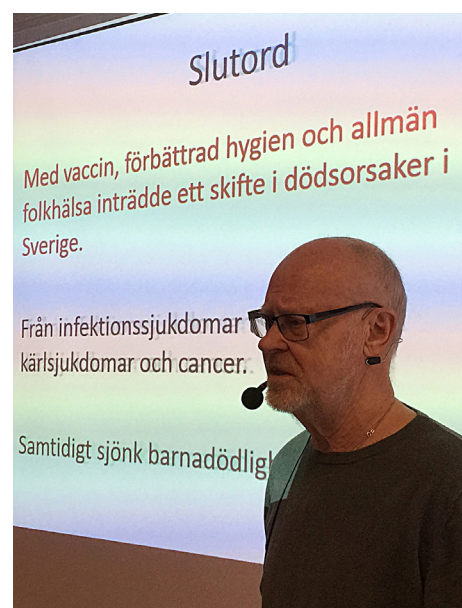 Slutord
Med vaccin, förbättrad hygien och allmän
folkhälsa inträdde ett skifte i dödsorsaker i
Sverige.
Från infektionssjukdomar
kärlsjukdomar och cancer.
Samtidigt sjönk